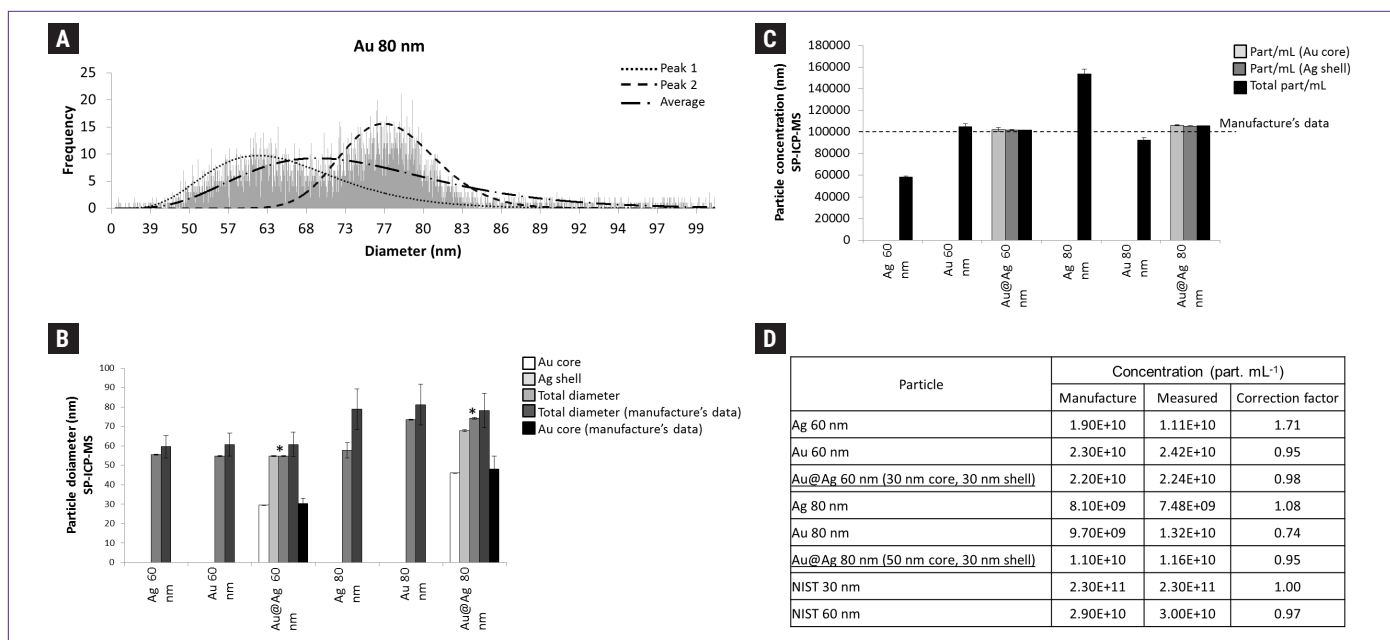 A
Au 80 nm
Peak 1
Peak 2
Average
Frequency
25
20
15
10
5
0
0 39 50 57 63 68 73 77 80 83 86 89 92 94 97 99
Diameter (nm)
C
Part/mL (Au core)
Part/mL (Ag shell)
Total part/mL
Manufacture's data
Particle concentration (nm)
SP-ICP-MS
180000
160000
140000
120000
100000
80000
60000
40000
20000
0
Ag 60
nm
Au 60
nm
Au@Ag 60
nm
Ag 80
nm
Au 80
nm
Au@Ag 80
nm
B
Au core
Ag shell
Total diameter
Total diameter (manufacture's data)
Au core (manufacture's data)
Particle doiameter (nm)
SP-ICP-MS
100
90
80
70
60
50
40
30
20
10
0
*
*
Ag 60
nm
Au 60
nm
Au@Ag 60
nm
Ag 80
nm
Au 80
nm
Au@Ag 80
nm
D
Particle Concentration (part. mL-1)
Manufacture Measured Correction factor
Ag 60 nm 1.90E+10 1.11E+10 1.71
Au 60 nm 2.30E+10 2.42E+10 0.95
Au@Ag 60 nm (30 nm core, 30 nm shell) 2.20E+10 2.24E+10 0.98
Ag 80 nm 8.10E+09 7.48E+09 1.08
Au 80 nm 9.70E+09 1.32E+10 0.74
Au@Ag 80 nm (50 nm core, 30 nm shell) 1.10E+10 1.16E+10 0.95
NIST 30 nm 2.30E+11 2.30E+11 1.00
NIST 60 nm 2.90E+10 3.00E+10 0.97